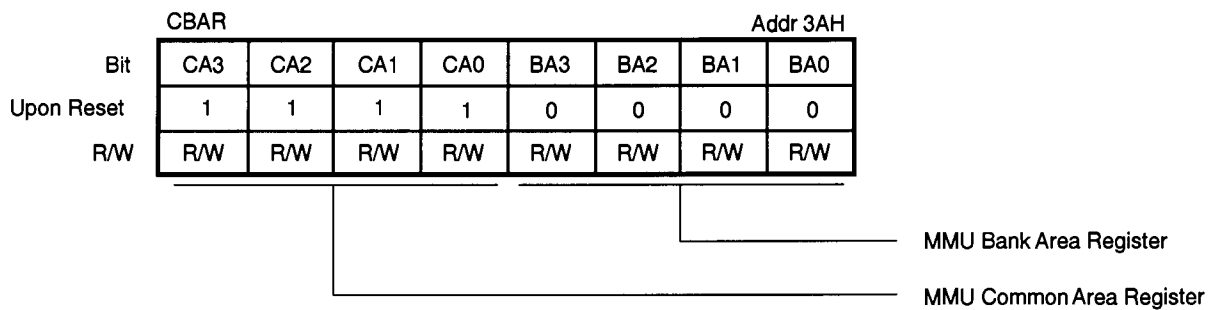 CBAR Addr 3AH
Bit CA3 CA2 CA1 CA0 BA3 BA2 BA1 BA0
Upon Reset 1 1 1 1 0 0 0 0
R/W R/W R/W R/W R/W R/W R/W R/W R/W
MMU Bank Area Register
MMU Common Area Register